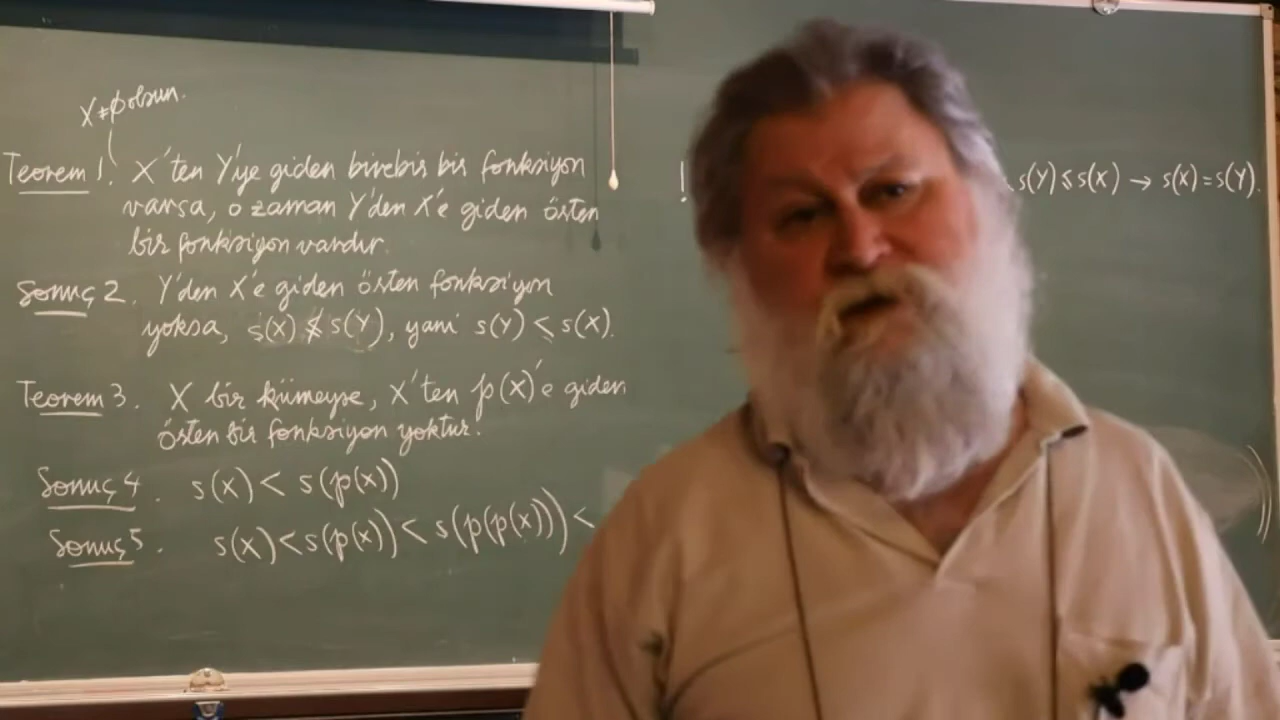 X≠∅ olsun.
Teorem 1. X'ten Y'ye giden birebir bir fonksiyon
varsa, o zaman Y'den X'e giden örten
bir fonksiyon vardır.
Sonuç 2. Y'den X'e giden örten fonksiyon
yoksa, s(X) ≰ s(Y), yani s(Y) < s(X).
Teorem 3. X bir kümeyse, X'ten ℘(X)'e giden
örten bir fonksiyon yoktur.
Sonuç 4. s(X) < s(℘(X))
Sonuç 5. s(X) < s(℘(X)) < s(℘(℘(X))) <
! s(Y) ≤ s(X) → s(X) = s(Y).